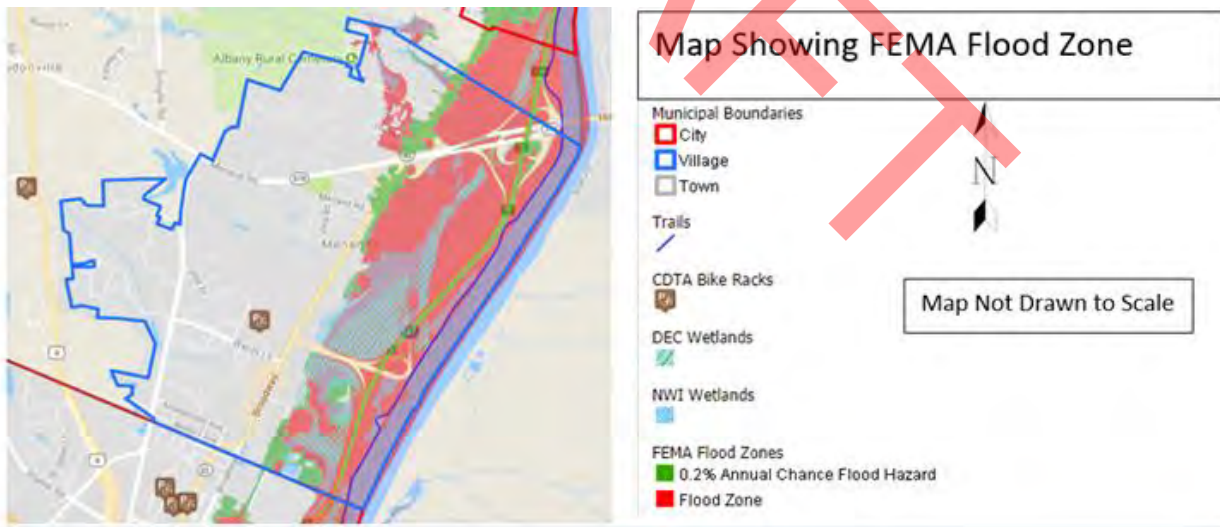 Albany Rural Cemetery
Broadway
Map Showing FEMA Flood Zone
Municipal Boundaries
City
Village
Town
N
Trails
CDTA Bike Racks
Map Not Drawn to Scale
DEC Wetlands
NWI Wetlands
FEMA Flood Zones
0.2% Annual Chance Flood Hazard
Flood Zone